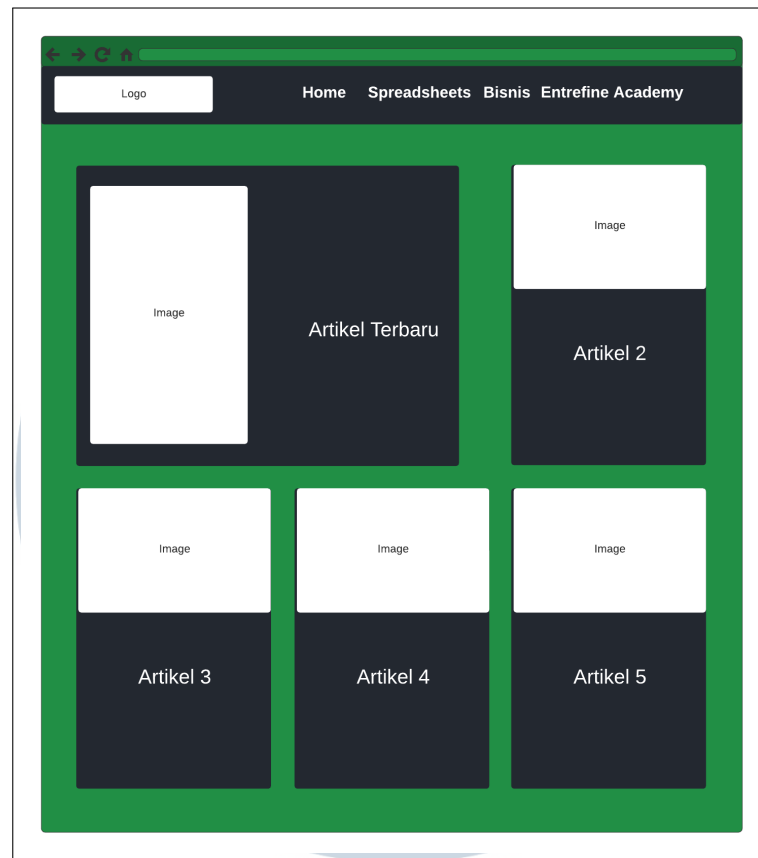 Logo
Home Spreadsheets Bisnis Entrefine Academy
Image
Artikel Terbaru
Image
Artikel 2
Image
Artikel 3
Image
Artikel 4
Image
Artikel 5